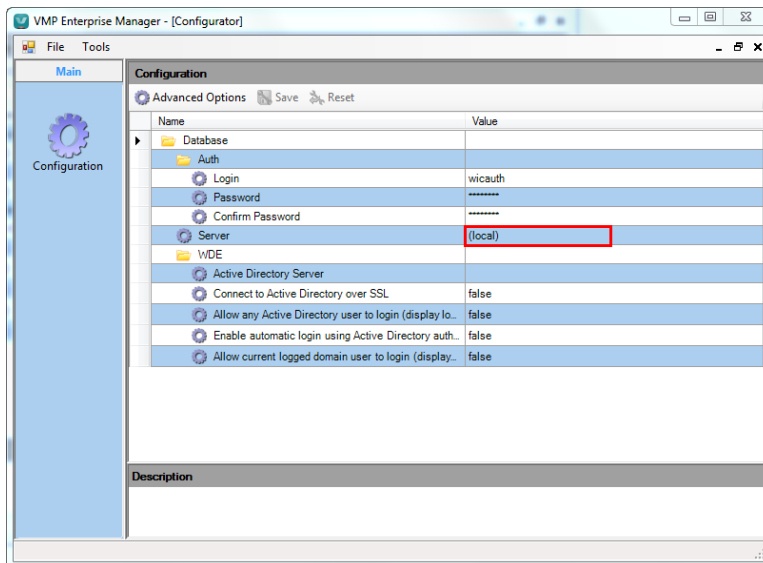 VMP Enterprise Manager - [Configurator]
File Tools
Main
Configuration
Configuration
Advanced Options Save Reset
Name Value
Database
Auth
Login wicauth
Password ********
Confirm Password ********
Server (local)
WDE
Active Directory Server
Connect to Active Directory over SSL false
Allow any Active Directory user to login (display lo... false
Enable automatic login using Active Directory auth... false
Allow current logged domain user to login (display... false
Description